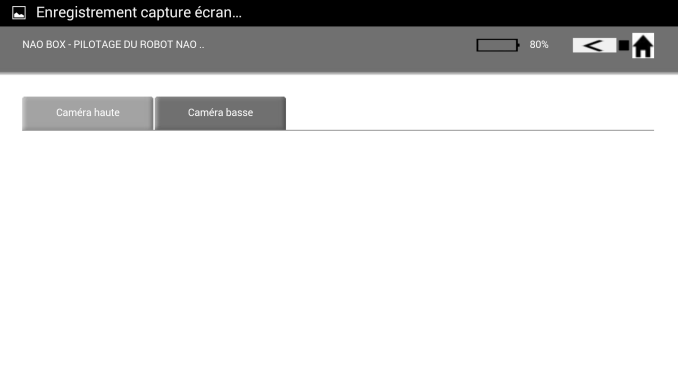 Enregistrement capture écran...
NAO BOX - PILOTAGE DU ROBOT NAO ..
80%
Caméra haute
Caméra basse